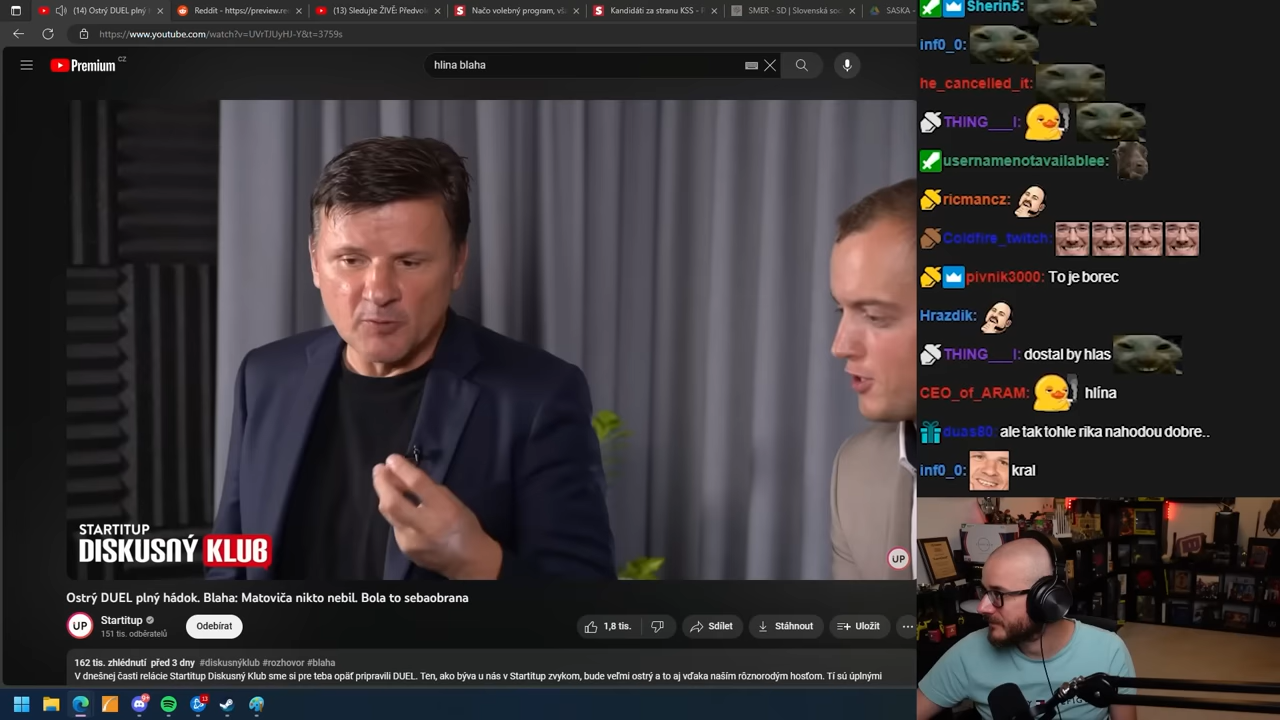 (14) Ostrý DUEL plný h
Reddit - https://preview.re
(13) Sledujte ŽIVĚ: Předvol
Načo volebný program, vš
Kandidáti za stranu KSS - P
SMER - SD | Slovenská soc
SASKA -
https://www.youtube.com/watch?v=UVrTJUyHJ-Y&t=3759s
Premium CZ
hlina blaha
STARTITUP
DISKUSNÝ KLUB
UP
Ostrý DUEL plný hádok. Blaha: Matoviča nikto nebil. Bola to sebaobrana
UP
Startitup
151 tis. odběratelů
Odebírat
1,8 tis.
Sdílet
Stáhnout
Uložit
162 tis. zhlédnutí před 3 dny #diskusnýklub #rozhovor #blaha
V dnešnej časti relácie Startitup Diskusný Klub sme si pre teba opäť pripravili DUEL. Ten, ako býva u nás v Startitup zvykom, bude veľmi ostrý a to aj vďaka našim rôznorodým hosťom. Tí sú úplnými
Sherin5:
inf0_0:
he_cancelled_it:
THING___I:
usernamenotavailablee:
ricmancz:
Coldfire_twitch:
pivnik3000: To je borec
Hrazdik:
THING___I: dostal by hlas
CEO_of_ARAM: hlína
duas60: ale tak tohle rika nahodou dobre..
inf0_0: kral